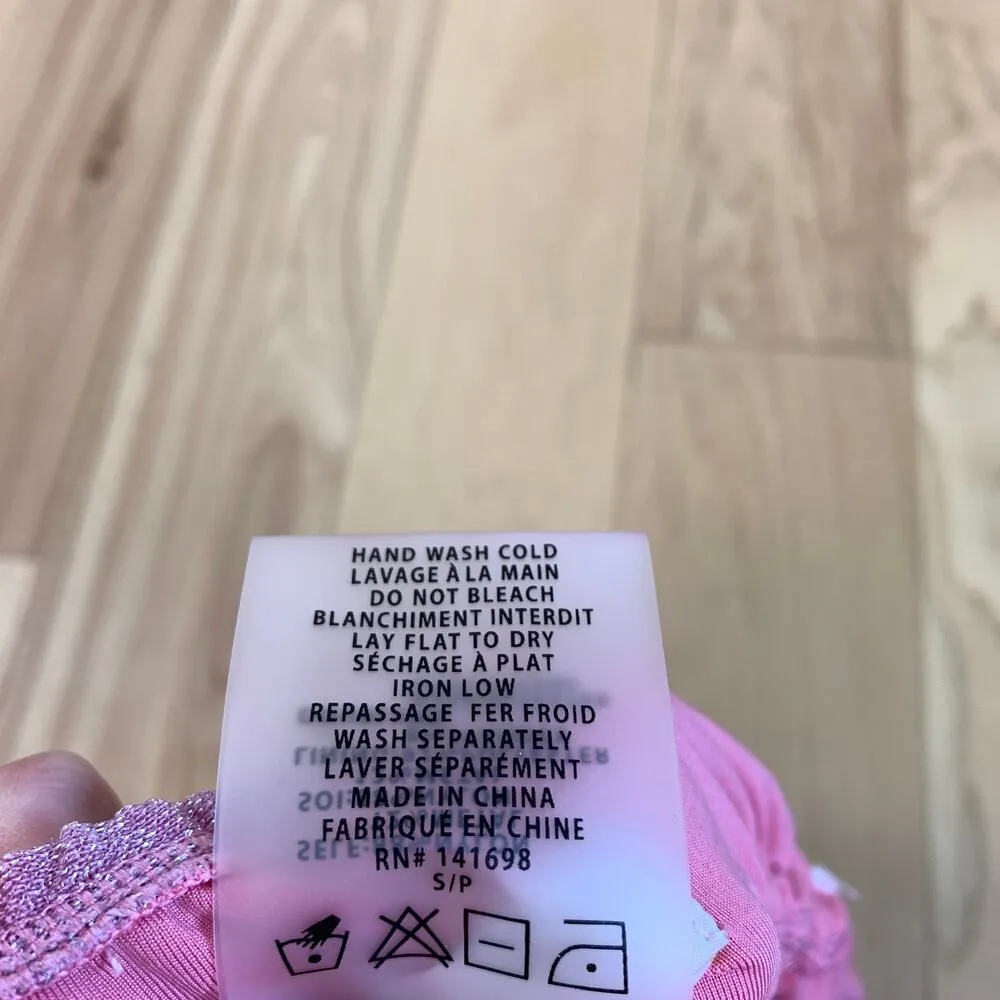 HAND WASH COLD
LAVAGE À LA MAIN
DO NOT BLEACH
BLANCHIMENT INTERDIT
LAY FLAT TO DRY
SÉCHAGE À PLAT
IRON LOW
REPASSAGE FER FROID
WASH SEPARATELY
LAVER SÉPARÉMENT
MADE IN CHINA
FABRIQUÉ EN CHINE
RN# 141698
S/P